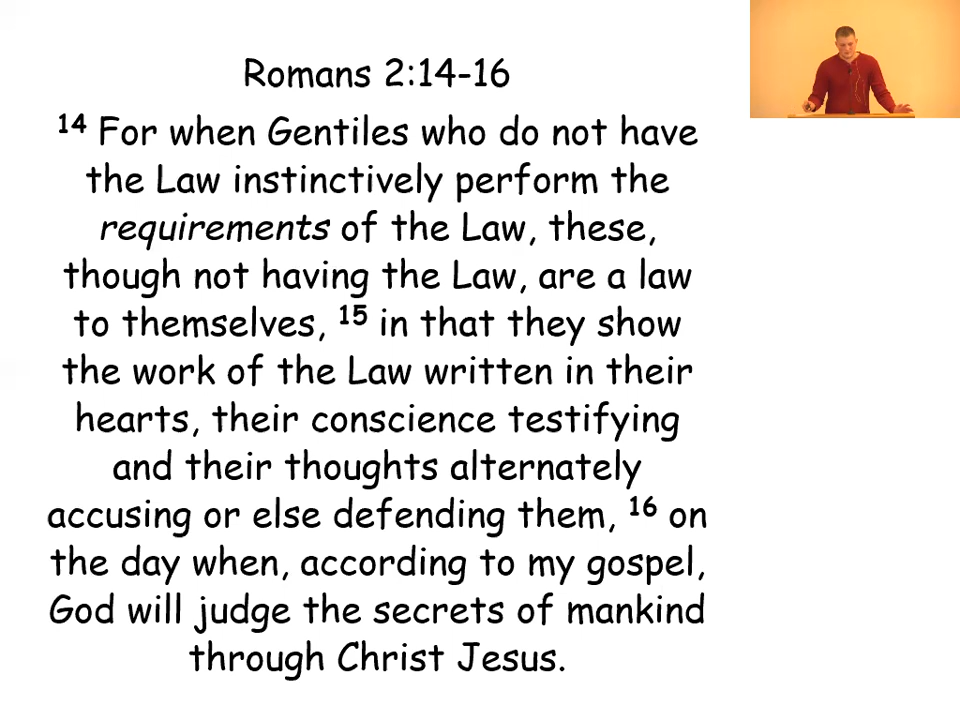 Romans 2:14-16
14 For when Gentiles who do not have
the Law instinctively perform the
requirements of the Law, these,
though not having the Law, are a law
to themselves, 15 in that they show
the work of the Law written in their
hearts, their conscience testifying
and their thoughts alternately
accusing or else defending them, 16 on
the day when, according to my gospel,
God will judge the secrets of mankind
through Christ Jesus.